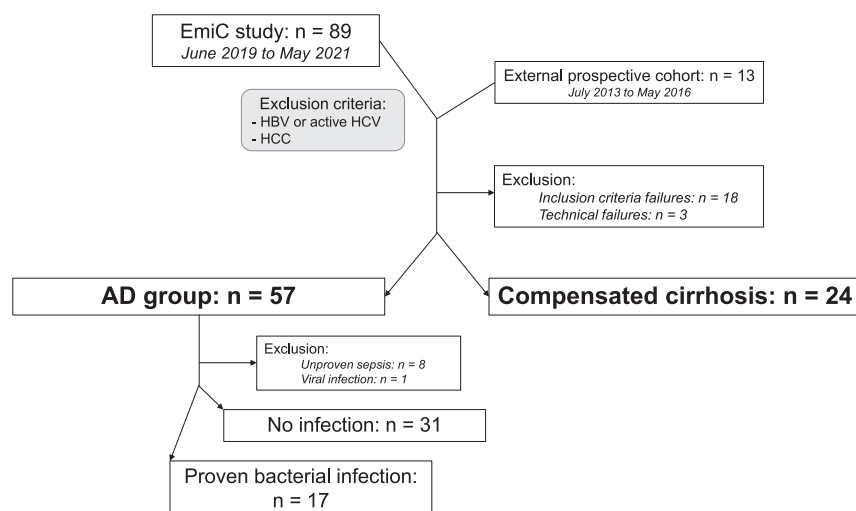 EmiC study: n = 89
June 2019 to May 2021
External prospective cohort: n = 13
July 2013 to May 2016
Exclusion criteria:
- HBV or active HCV
- HCC
Exclusion:
Inclusion criteria failures: n = 18
Technical failures: n = 3
AD group: n = 57
Compensated cirrhosis: n = 24
Exclusion:
Unproven sepsis: n = 8
Viral infection: n = 1
No infection: n = 31
Proven bacterial infection:
n = 17